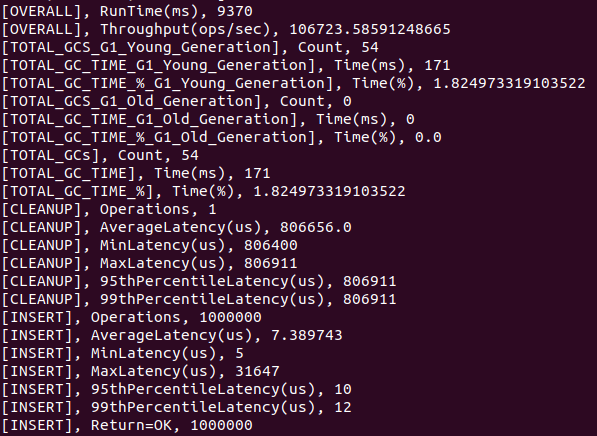 [OVERALL], RunTime(ms), 9370
[OVERALL], Throughput(ops/sec), 106723.58591248665
[TOTAL_GCS_G1_Young_Generation], Count, 54
[TOTAL_GC_TIME_G1_Young_Generation], Time(ms), 171
[TOTAL_GC_TIME_%_G1_Young_Generation], Time(%), 1.824973319103522
[TOTAL_GCS_G1_Old_Generation], Count, 0
[TOTAL_GC_TIME_G1_Old_Generation], Time(ms), 0
[TOTAL_GC_TIME_%_G1_Old_Generation], Time(%), 0.0
[TOTAL_GCs], Count, 54
[TOTAL_GC_TIME], Time(ms), 171
[TOTAL_GC_TIME_%], Time(%), 1.824973319103522
[CLEANUP], Operations, 1
[CLEANUP], AverageLatency(us), 806656.0
[CLEANUP], MinLatency(us), 806400
[CLEANUP], MaxLatency(us), 806911
[CLEANUP], 95thPercentileLatency(us), 806911
[CLEANUP], 99thPercentileLatency(us), 806911
[INSERT], Operations, 1000000
[INSERT], AverageLatency(us), 7.389743
[INSERT], MinLatency(us), 5
[INSERT], MaxLatency(us), 31647
[INSERT], 95thPercentileLatency(us), 10
[INSERT], 99thPercentileLatency(us), 12
[INSERT], Return=OK, 1000000